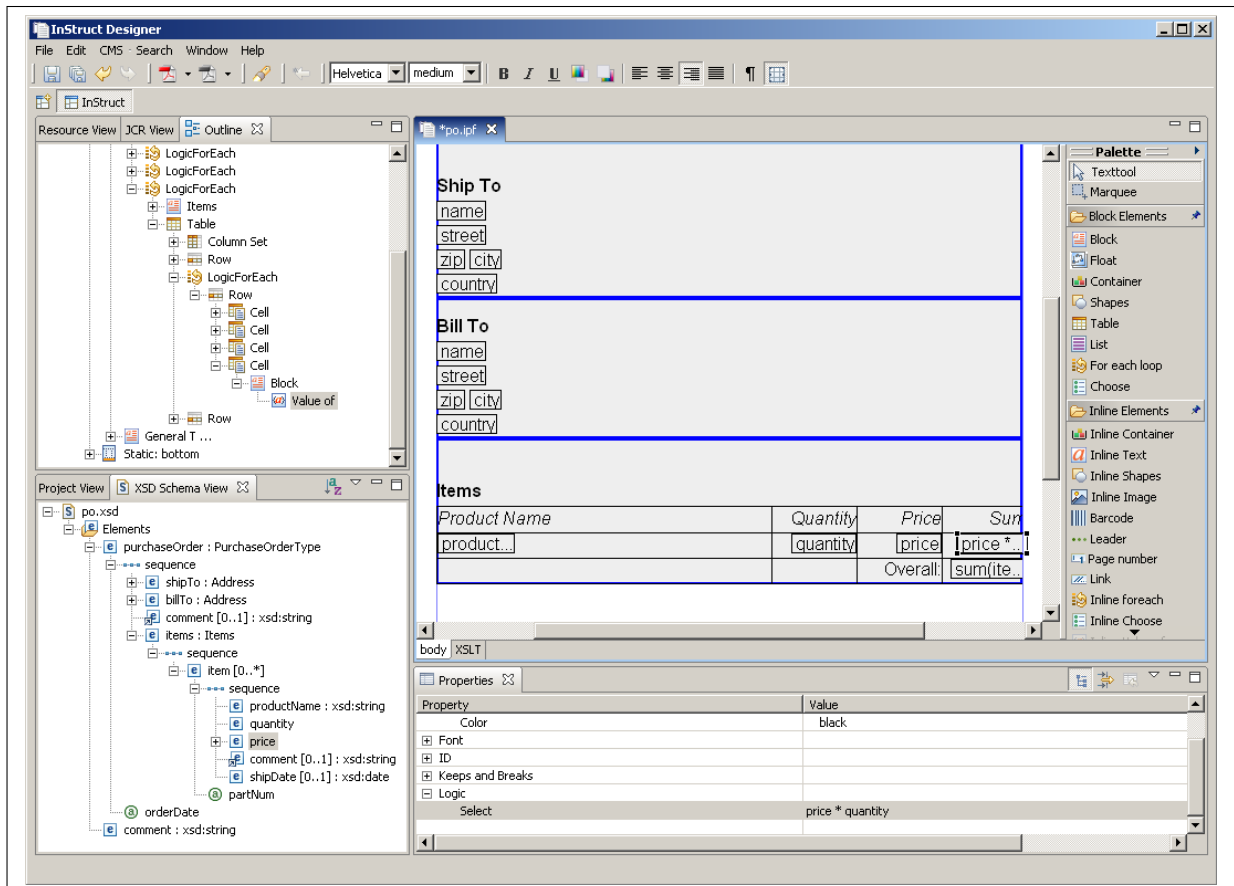 InStruct Designer
File Edit CMS Search Window Help
Helvetica medium B I U ¶
InStruct
Resource View JCR View Outline
LogicForEach
LogicForEach
LogicForEach
Items
Table
Column Set
Row
LogicForEach
Row
Cell
Cell
Cell
Cell
Block
Value of
Row
General T ...
Static: bottom
Project View XSD Schema View
po.xsd
Elements
purchaseOrder : PurchaseOrderType
sequence
shipTo : Address
billTo : Address
comment [0..1] : xsd:string
items : Items
sequence
item [0..*]
sequence
productName : xsd:string
quantity
price
comment [0..1] : xsd:string
shipDate [0..1] : xsd:date
partNum
orderDate
comment : xsd:string
*po.ipf
Ship To
name
street
zip city
country
Bill To
name
street
zip city
country
Items
Product Name Quantity Price Sum
product... quantity price price *..
Overall: sum(ite..
body XSLT
Palette
Texttool
Marquee
Block Elements
Block
Float
Container
Shapes
Table
List
For each loop
Choose
Inline Elements
Inline Container
Inline Text
Inline Shapes
Inline Image
Barcode
Leader
Page number
Link
Inline foreach
Inline Choose
Properties
Property Value
Color black
Font
ID
Keeps and Breaks
Logic
Select price * quantity